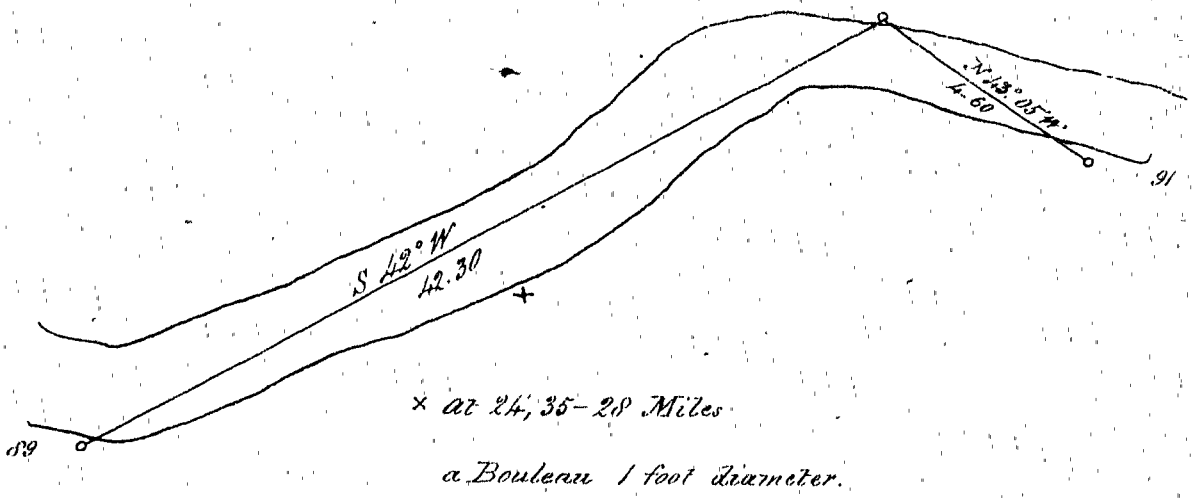 N 43° 05' W
4.60
91
S 42° W
42.30
× at 24,35-28 Miles
89
a Bouleau 1 foot diameter.